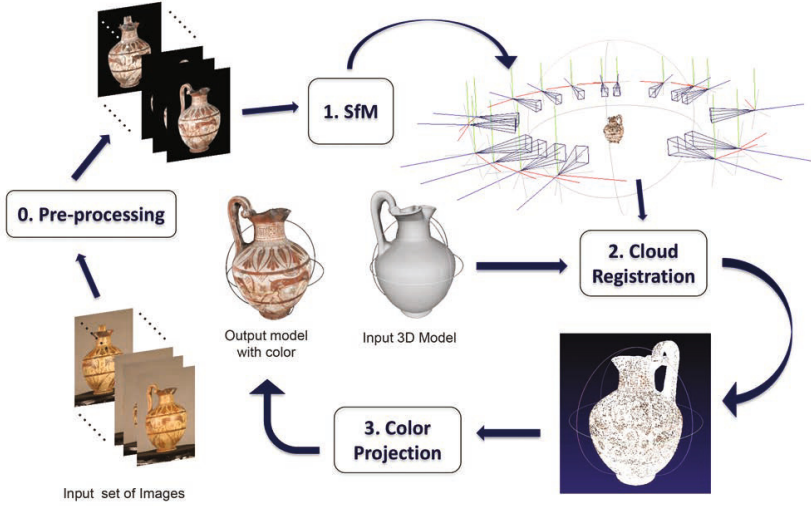 1. SfM
0. Pre-processing
2. Cloud
Registration
Output model
with color
Input 3D Model
3. Color
Projection
Input set of Images